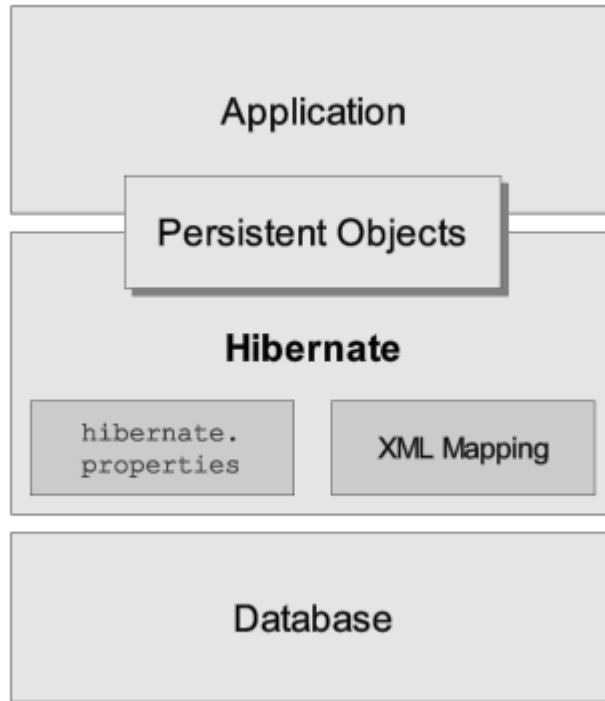 Application
Persistent Objects
Hibernate
hibernate.
properties
XML Mapping
Database